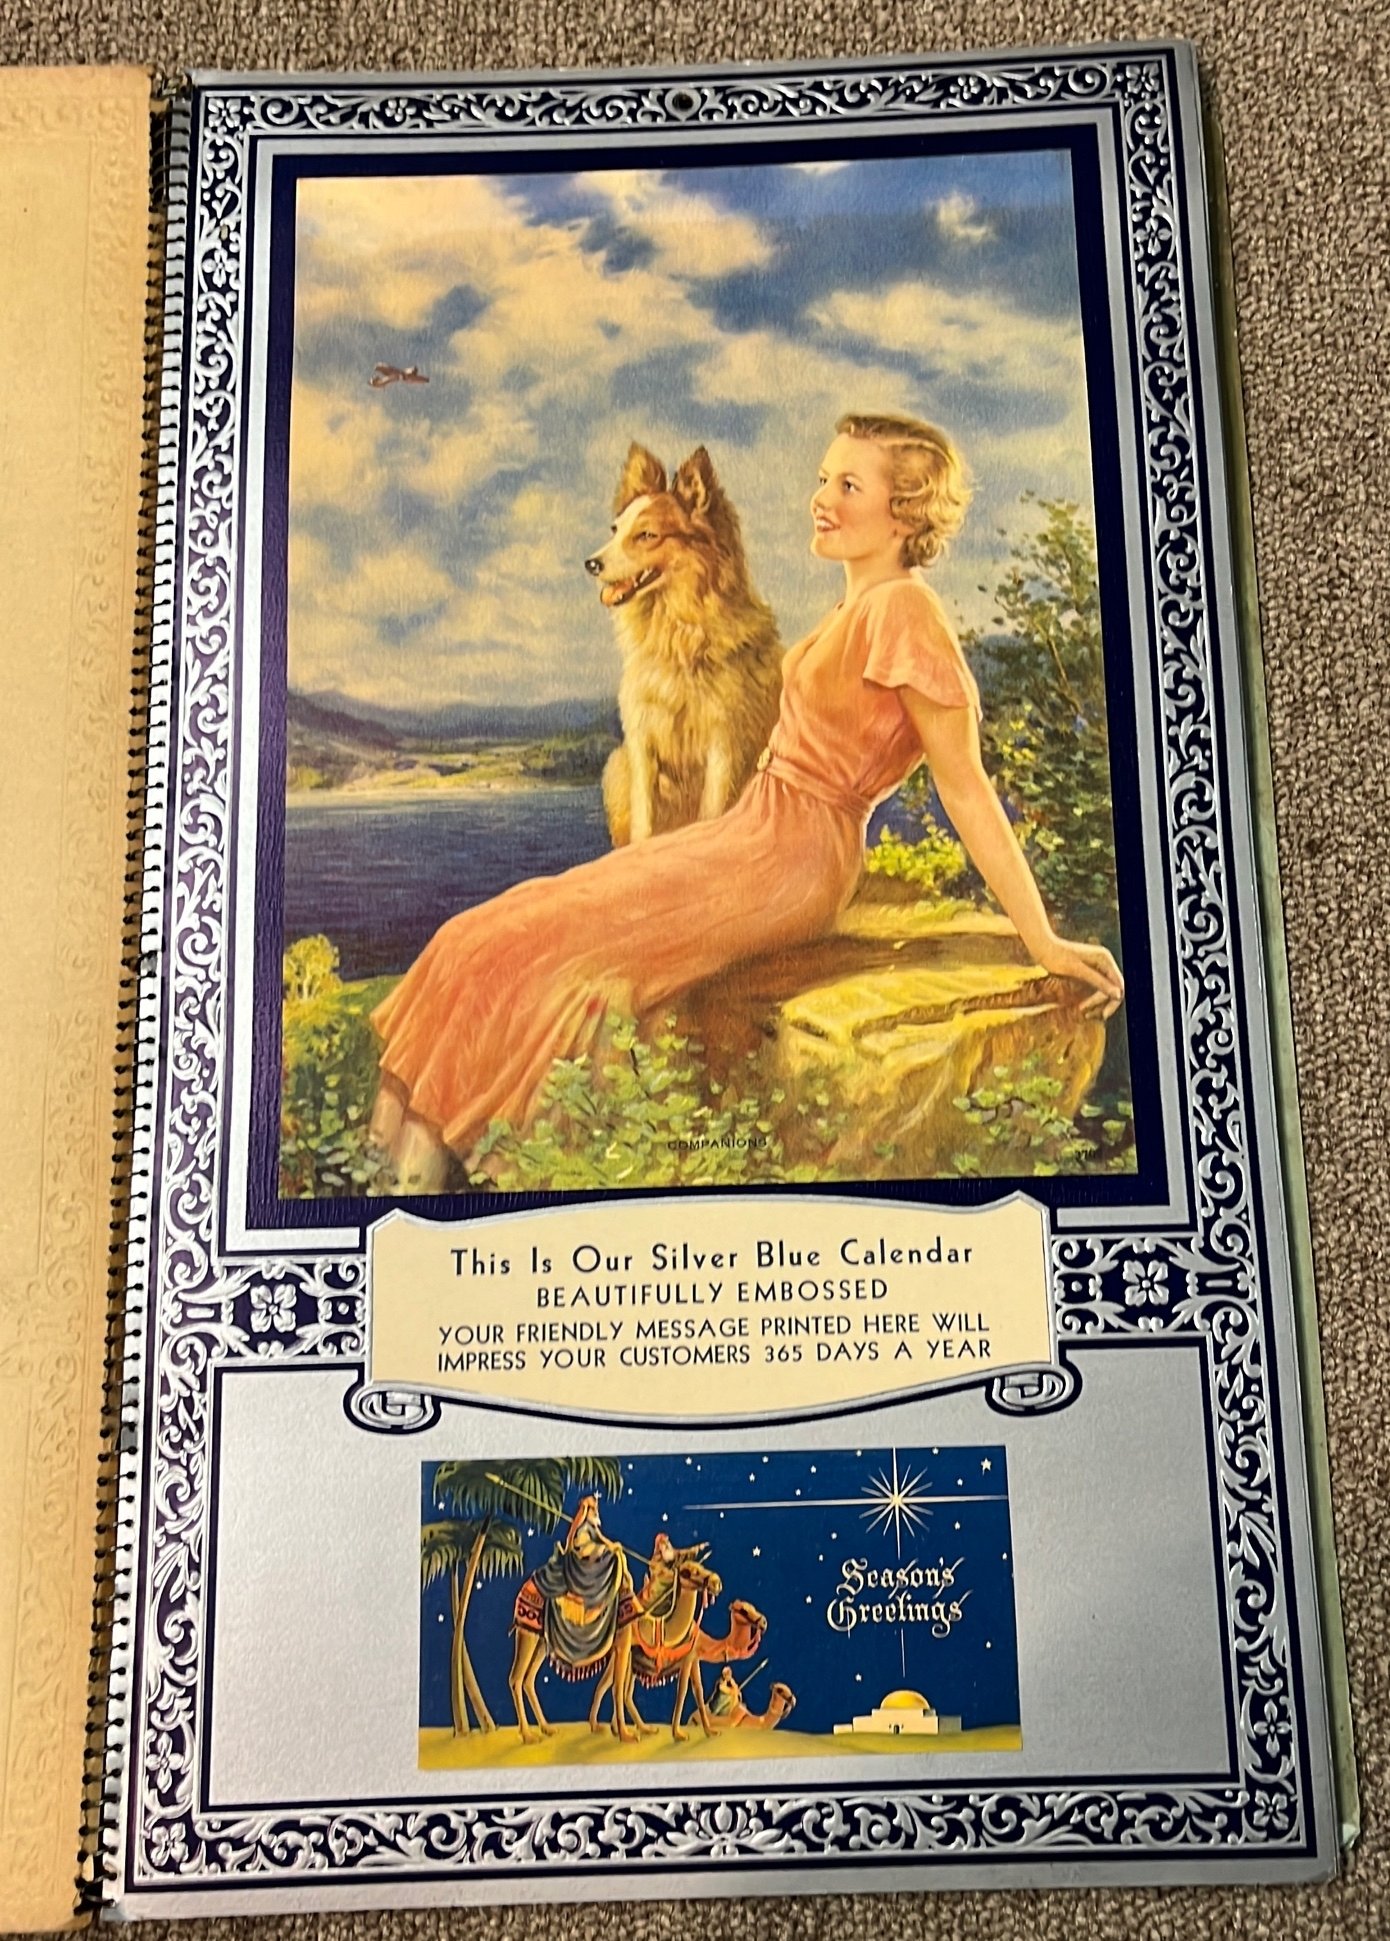 COMPANIONS
This Is Our Silver Blue Calendar
BEAUTIFULLY EMBOSSED
YOUR FRIENDLY MESSAGE PRINTED HERE WILL
IMPRESS YOUR CUSTOMERS 365 DAYS A YEAR
Season's
Greetings